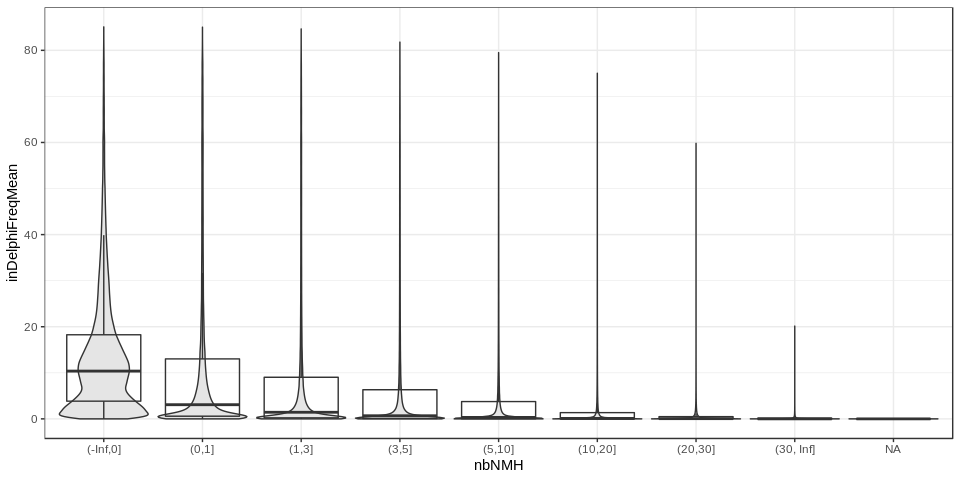 inDelphiFreqMean
80
60
40
20
0
(-Inf,0] (0,1] (1,3] (3,5] (5,10] (10,20] (20,30] (30, Inf] NA
nbNMH